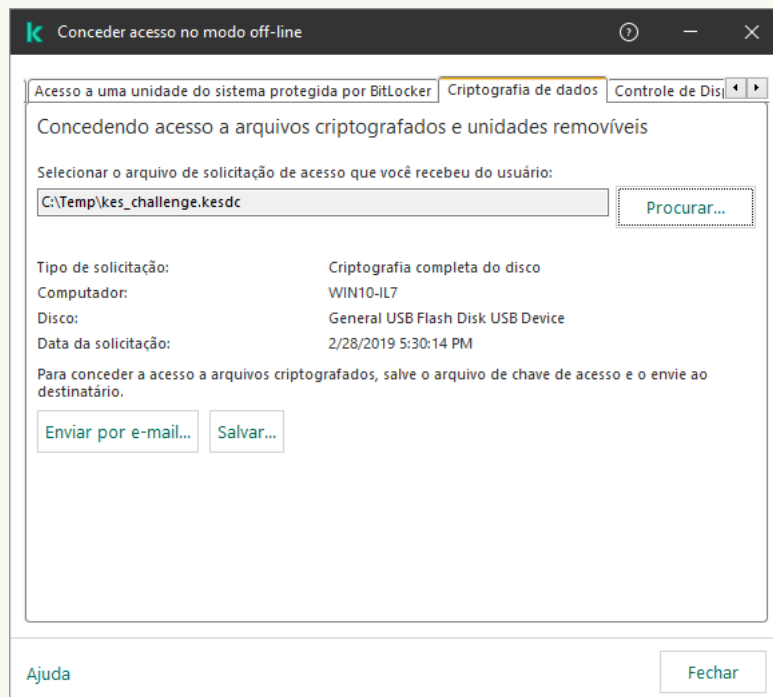 Conceder acesso no modo off-line
Acesso a uma unidade do sistema protegida por BitLocker
Criptografia de dados
Controle de Disp
Concedendo acesso a arquivos criptografados e unidades removíveis
Selecionar o arquivo de solicitação de acesso que você recebeu do usuário:
C:\Temp\kes_challenge.kesdc
Procurar...
Tipo de solicitação: Criptografia completa do disco
Computador: WIN10-IL7
Disco: General USB Flash Disk USB Device
Data da solicitação: 2/28/2019 5:30:14 PM
Para conceder a acesso a arquivos criptografados, salve o arquivo de chave de acesso e o envie ao
destinatário.
Enviar por e-mail... Salvar...
Ajuda
Fechar